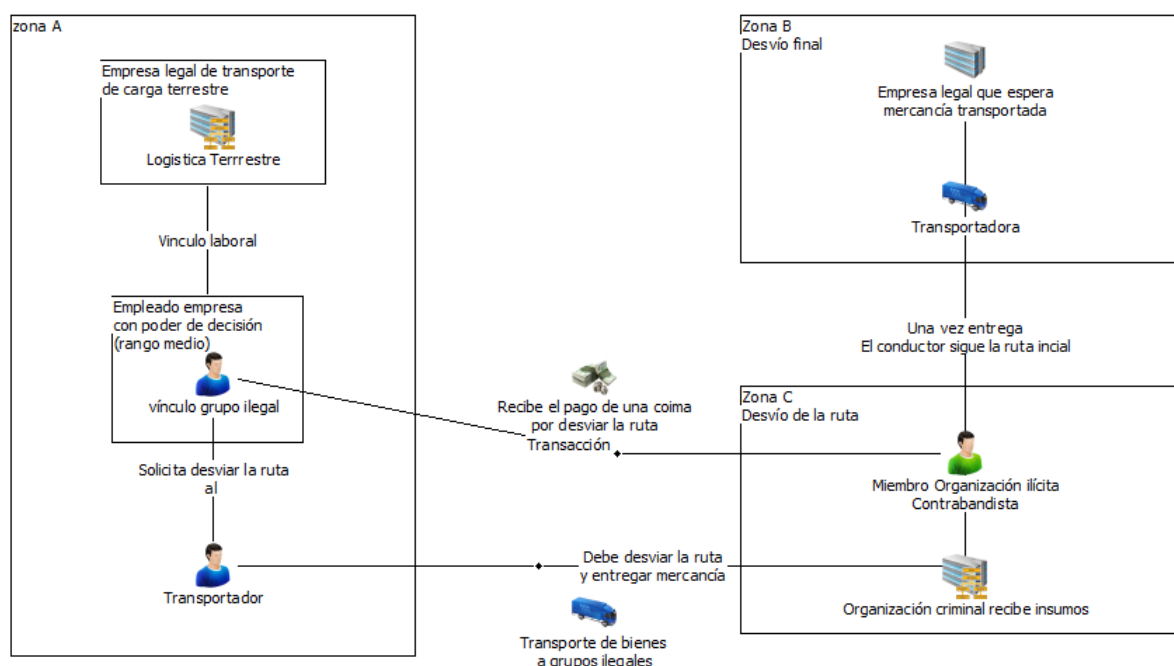 zona A
Empresa legal de transporte
de carga terrestre
Logistica Terrrestre
Vinculo laboral
Empleado empresa
con poder de decisión
(rango medio)
vínculo grupo ilegal
Solicita desviar la ruta
al
Transportador
Recibe el pago de una coima
por desviar la ruta
Transacción
Debe desviar la ruta
y entregar mercancía
Transporte de bienes
a grupos ilegales
Zona B
Desvío final
Empresa legal que espera
mercancía transportada
Transportadora
Una vez entrega
El conductor sigue la ruta incial
Zona C
Desvío de la ruta
Miembro Organización ilícita
Contrabandista
Organización criminal recibe insumos